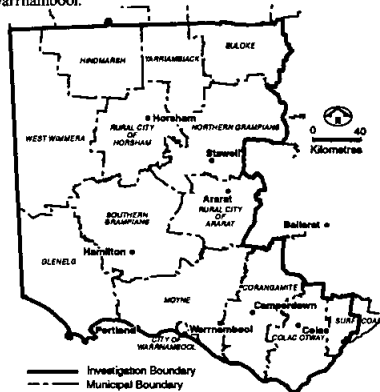 warrnambool.
HINDMARSH
YARRIAMBIACK
BULOKE
WEST WIMMERA
Horsham
RURAL CITY
OF
HORSHAM
NORTHERN GRAMPIANS
Stawell
0 40
Kilometres
Ararat
RURAL CITY
OF
ARARAT
SOUTHERN
GRAMPIANS
Ballarat
Hamilton
GLENELG
MOYNE
CORANGAMITE
Camperdown
Portland
Warrnambool
Colac
CITY OF
WARRNAMBOOL
COLAC OTWAY
SURF COAST
Investigation Boundary
Municipal Boundary